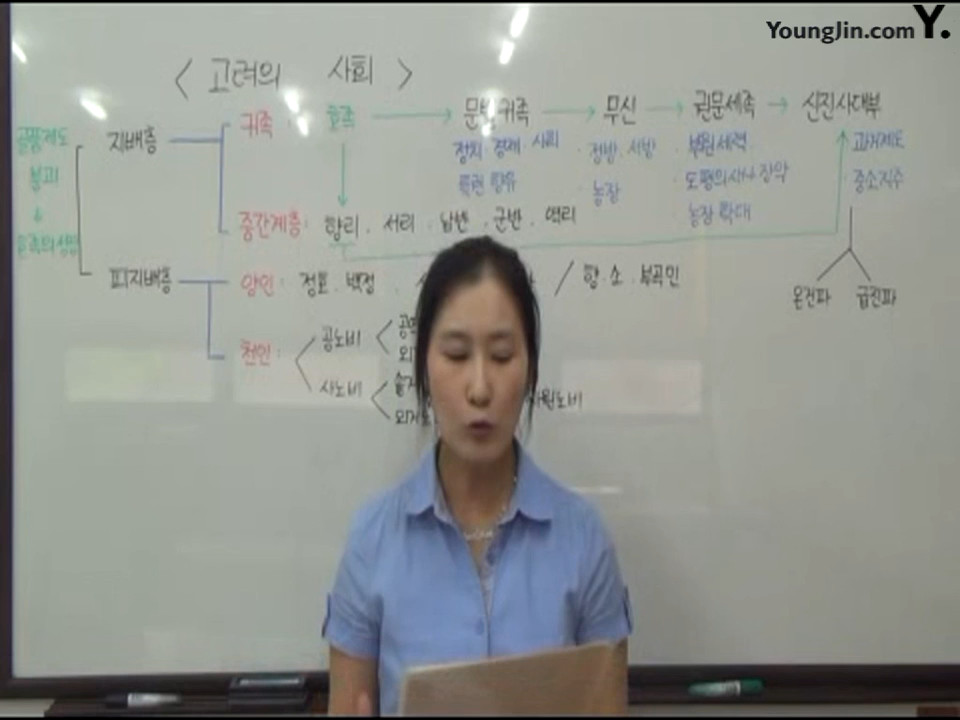 YoungJin.com Y.
< 고려의 사회 >
골품제도
붕괴
↓
지배층
귀족 : 호족 → 문벌귀족 → 무신 → 권문세족 → 신진사대부
정치·경제·사회
특권 향유
· 정방·서방
· 농장
· 부원세력
· 도평의사사 장악
· 농장 확대
과거제도
중소지주
온건파 급진파
중간계층 : 향리 · 서리 · 남반 · 군반 · 역리
피지배층
양인 : 정호 · 백정 / 향·소·부곡민
천인 :
공노비
사노비